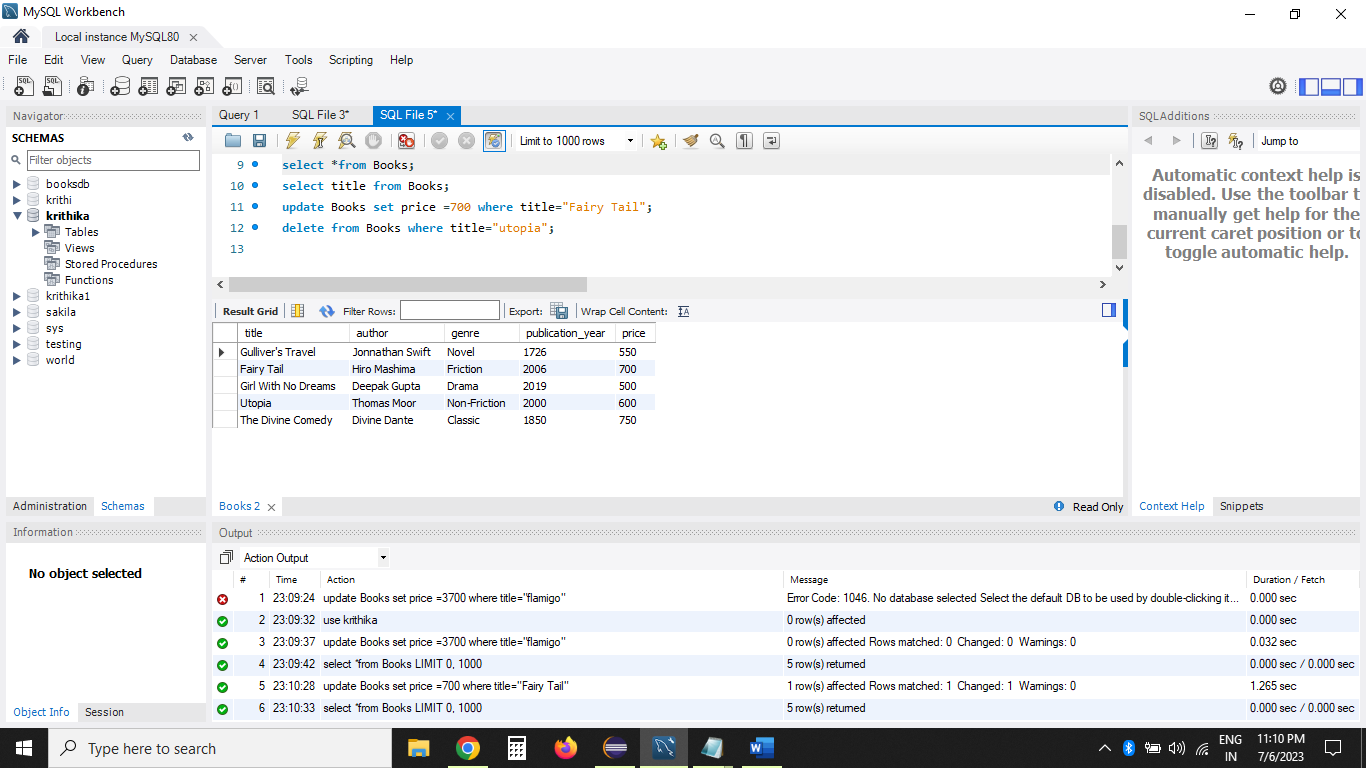 MySQL Workbench
Local instance MySQL80
File Edit View Query Database Server Tools Scripting Help
Navigator
SCHEMAS
Filter objects
booksdb
krithi
krithika
Tables
Views
Stored Procedures
Functions
krithika1
sakila
sys
testing
world
Administration Schemas
Information
No object selected
Object Info Session
Query 1 SQL File 3* SQL File 5*
Limit to 1000 rows
9 select *from Books;
10 select title from Books;
11 update Books set price =700 where title="Fairy Tail";
12 delete from Books where title="utopia";
13
Result Grid Filter Rows: Export: Wrap Cell Content:
title author genre publication_year price
Gulliver's Travel Jonnathan Swift Novel 1726 550
Fairy Tail Hiro Mashima Friction 2006 700
Girl With No Dreams Deepak Gupta Drama 2019 500
Utopia Thomas Moor Non-Friction 2000 600
The Divine Comedy Divine Dante Classic 1850 750
Books 2 Read Only
SQLAdditions
Jump to
Automatic context help is
disabled. Use the toolbar t
manually get help for the
current caret position or to
toggle automatic help.
Context Help Snippets
Output
Action Output
# Time Action Message Duration / Fetch
1 23:09:24 update Books set price =3700 where title="flamigo" Error Code: 1046. No database selected Select the default DB to be used by double-clicking it... 0.000 sec
2 23:09:32 use krithika 0 row(s) affected 0.000 sec
3 23:09:37 update Books set price =3700 where title="flamigo" 0 row(s) affected Rows matched: 0 Changed: 0 Warnings: 0 0.032 sec
4 23:09:42 select *from Books LIMIT 0, 1000 5 row(s) returned 0.000 sec / 0.000 sec
5 23:10:28 update Books set price =700 where title="Fairy Tail" 1 row(s) affected Rows matched: 1 Changed: 1 Warnings: 0 1.265 sec
6 23:10:33 select *from Books LIMIT 0, 1000 5 row(s) returned 0.000 sec / 0.000 sec
Type here to search
ENG
IN
11:10 PM
7/6/2023